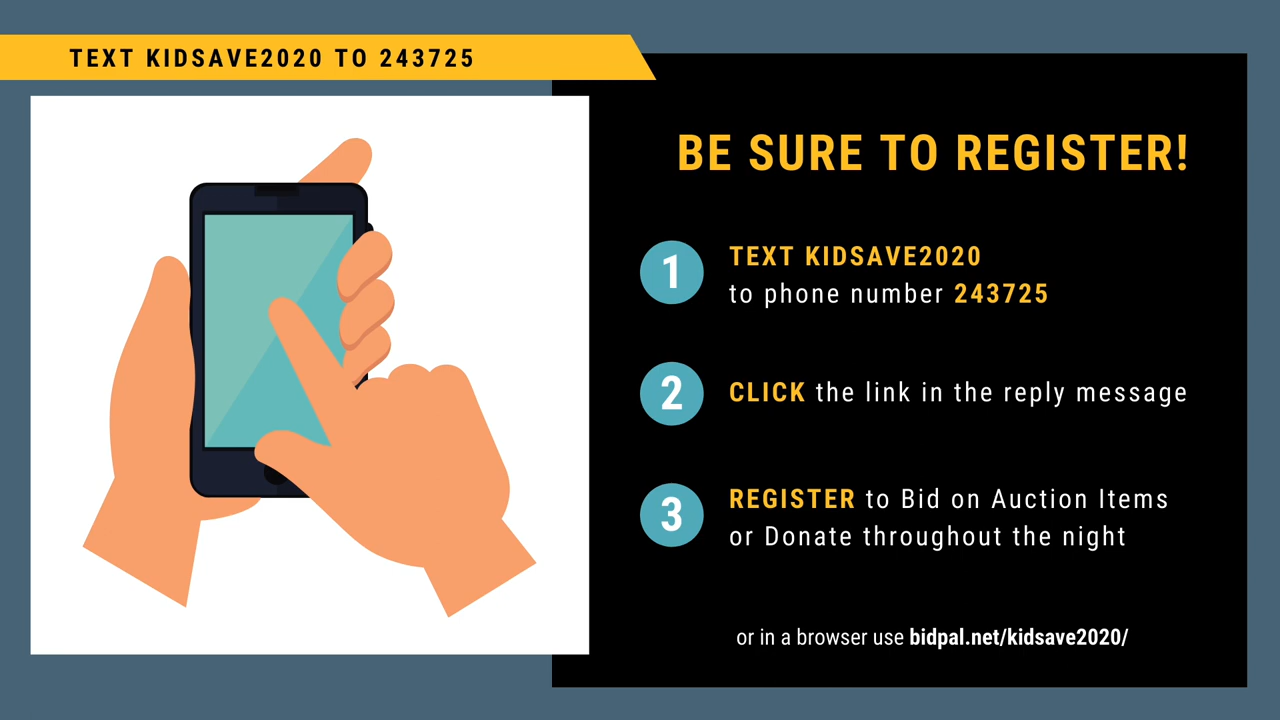 TEXT KIDSAVE2020 TO 243725
BE SURE TO REGISTER!
1
TEXT KIDSAVE2020
to phone number 243725
2
CLICK the link in the reply message
3
REGISTER to Bid on Auction Items
or Donate throughout the night
or in a browser use bidpal.net/kidsave2020/